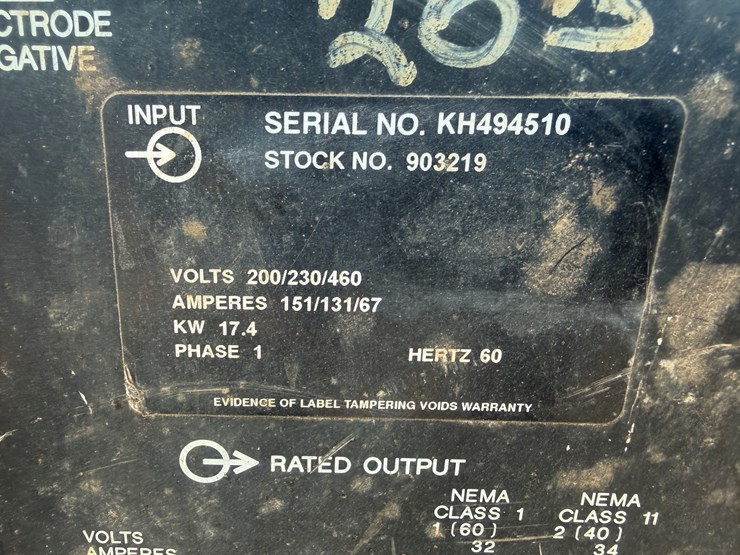 CTRODE
GATIVE
INPUT
SERIAL NO. KH494510
STOCK NO. 903219
VOLTS 200/230/460
AMPERES 151/131/67
KW 17.4
PHASE 1 HERTZ 60
EVIDENCE OF LABEL TAMPERING VOIDS WARRANTY
RATED OUTPUT
NEMA NEMA
CLASS 1 CLASS 11
1 (60) 2 (40)
VOLTS 32 34
AMPERES